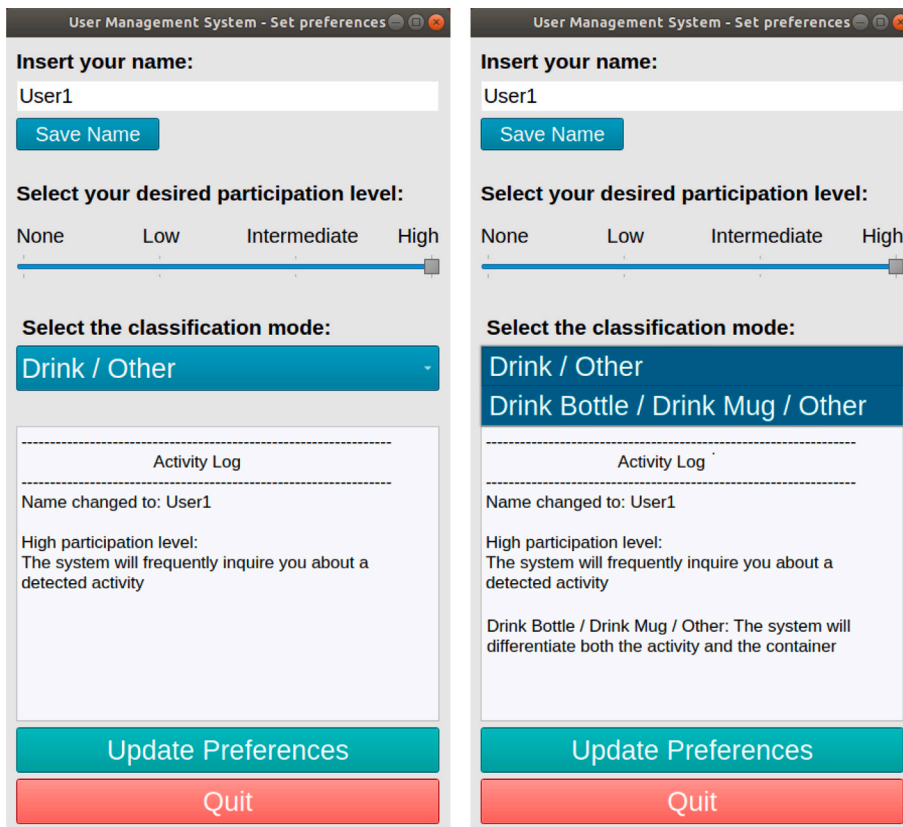 User Management System - Set preferences
Insert your name:
User1
Save Name
Select your desired participation level:
None Low Intermediate High
Select the classification mode:
Drink / Other
-------------------------------------------------------------------
Activity Log
-------------------------------------------------------------------
Name changed to: User1
High participation level:
The system will frequently inquire you about a
detected activity
Update Preferences
Quit
User Management System - Set preferences
Insert your name:
User1
Save Name
Select your desired participation level:
None Low Intermediate High
Select the classification mode:
Drink / Other
Drink Bottle / Drink Mug / Other
-------------------------------------------------------------------
Activity Log
-------------------------------------------------------------------
Name changed to: User1
High participation level:
The system will frequently inquire you about a
detected activity
Drink Bottle / Drink Mug / Other: The system will
differentiate both the activity and the container
Update Preferences
Quit